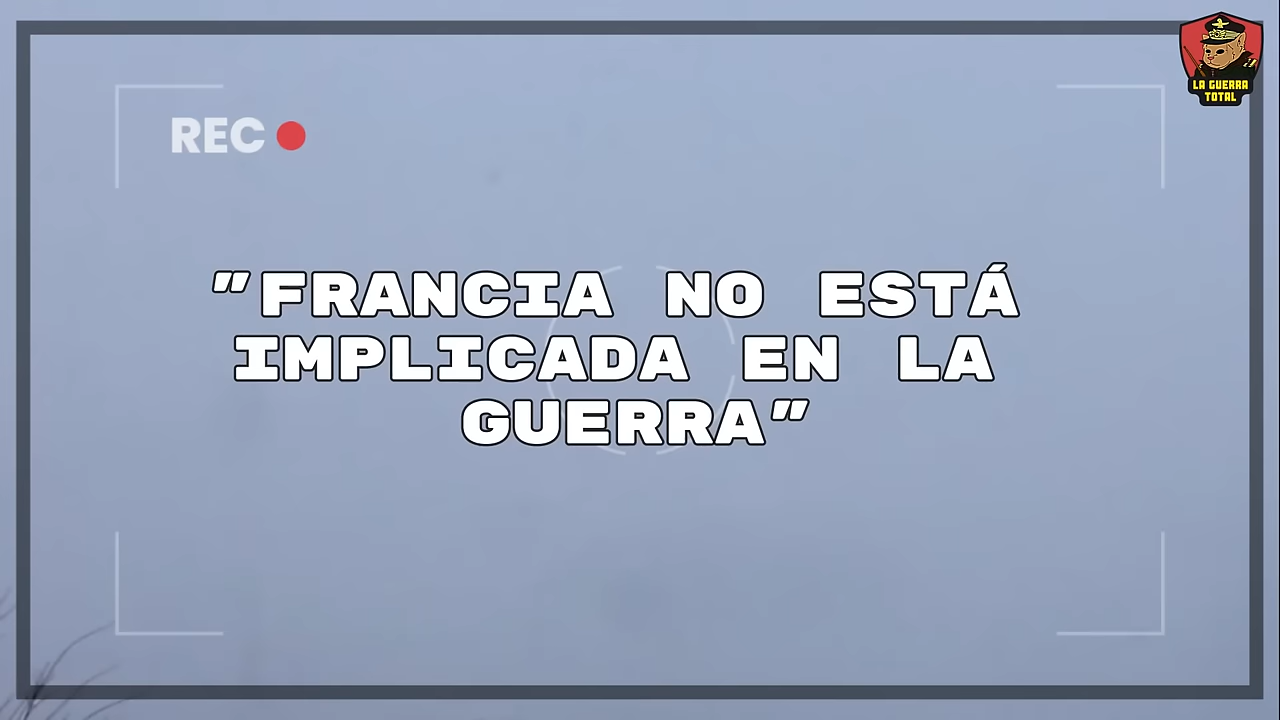 LA GUERRA
TOTAL
REC
"FRANCIA NO ESTÁ
IMPLICADA EN LA
GUERRA"